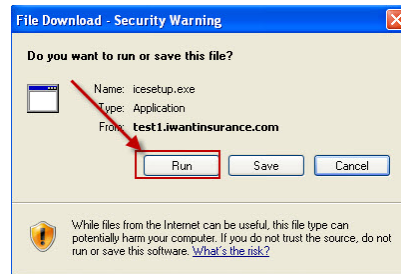 File Download - Security Warning
Do you want to run or save this file?
Name: icesetup.exe
Type: Application
From: test1.iwantinsurance.com
Run Save Cancel
While files from the Internet can be useful, this file type can
potentially harm your computer. If you do not trust the source, do not
run or save this software. What's the risk?